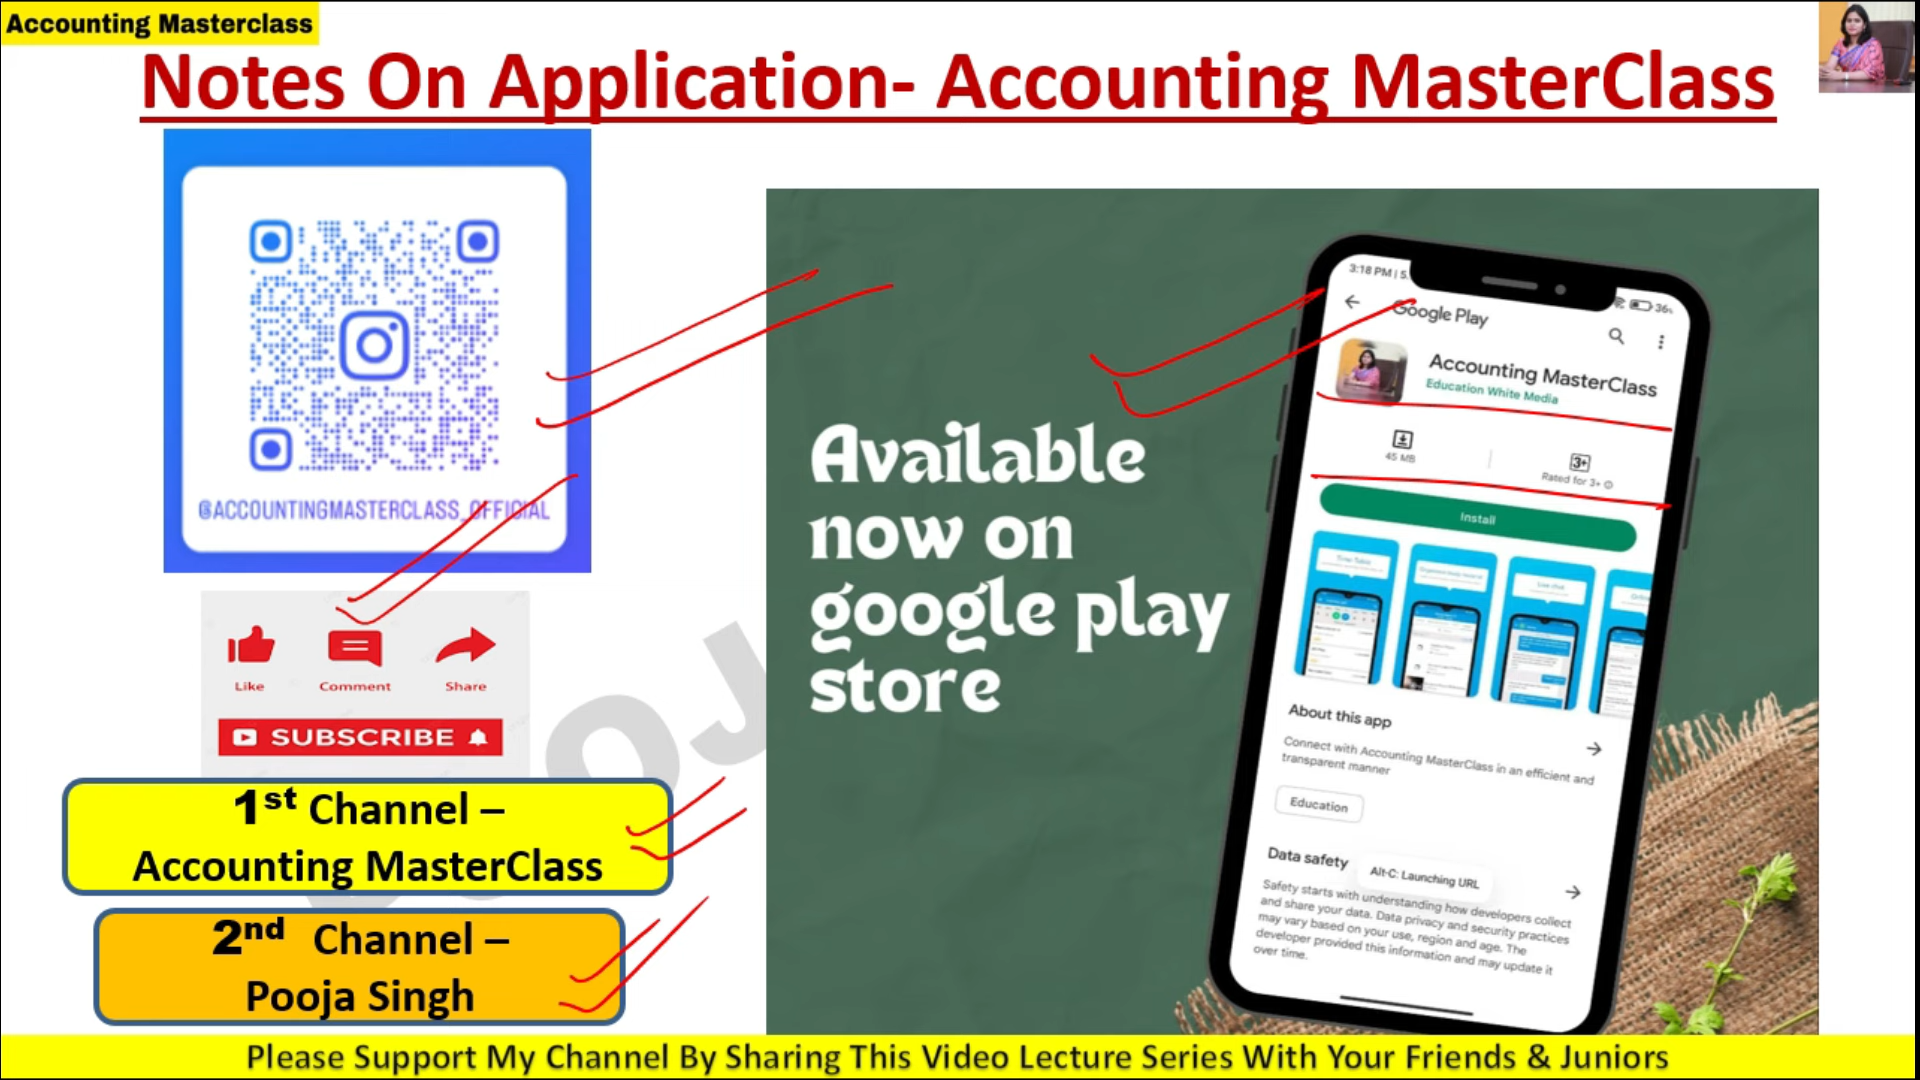 Accounting Masterclass
Notes On Application- Accounting MasterClass
@ACCOUNTINGMASTERCLASS_OFFICIAL
Like
Comment
Share
SUBSCRIBE
1st Channel –
Accounting MasterClass
2nd Channel –
Pooja Singh
Available
now on
google play
store
3:18 PM | 5.
36
Google Play
Accounting MasterClass
Education White Media
45 MB
3+
Rated for 3+
Install
Live chat
About this app
Connect with Accounting MasterClass in an efficient and
transparent manner
Education
Data safety
Alt-C: Launching URL
Safety starts with understanding how developers collect
and share your data. Data privacy and security practices
may vary based on your use, region and age. The
developer provided this information and may update it
over time.
Please Support My Channel By Sharing This Video Lecture Series With Your Friends & Juniors